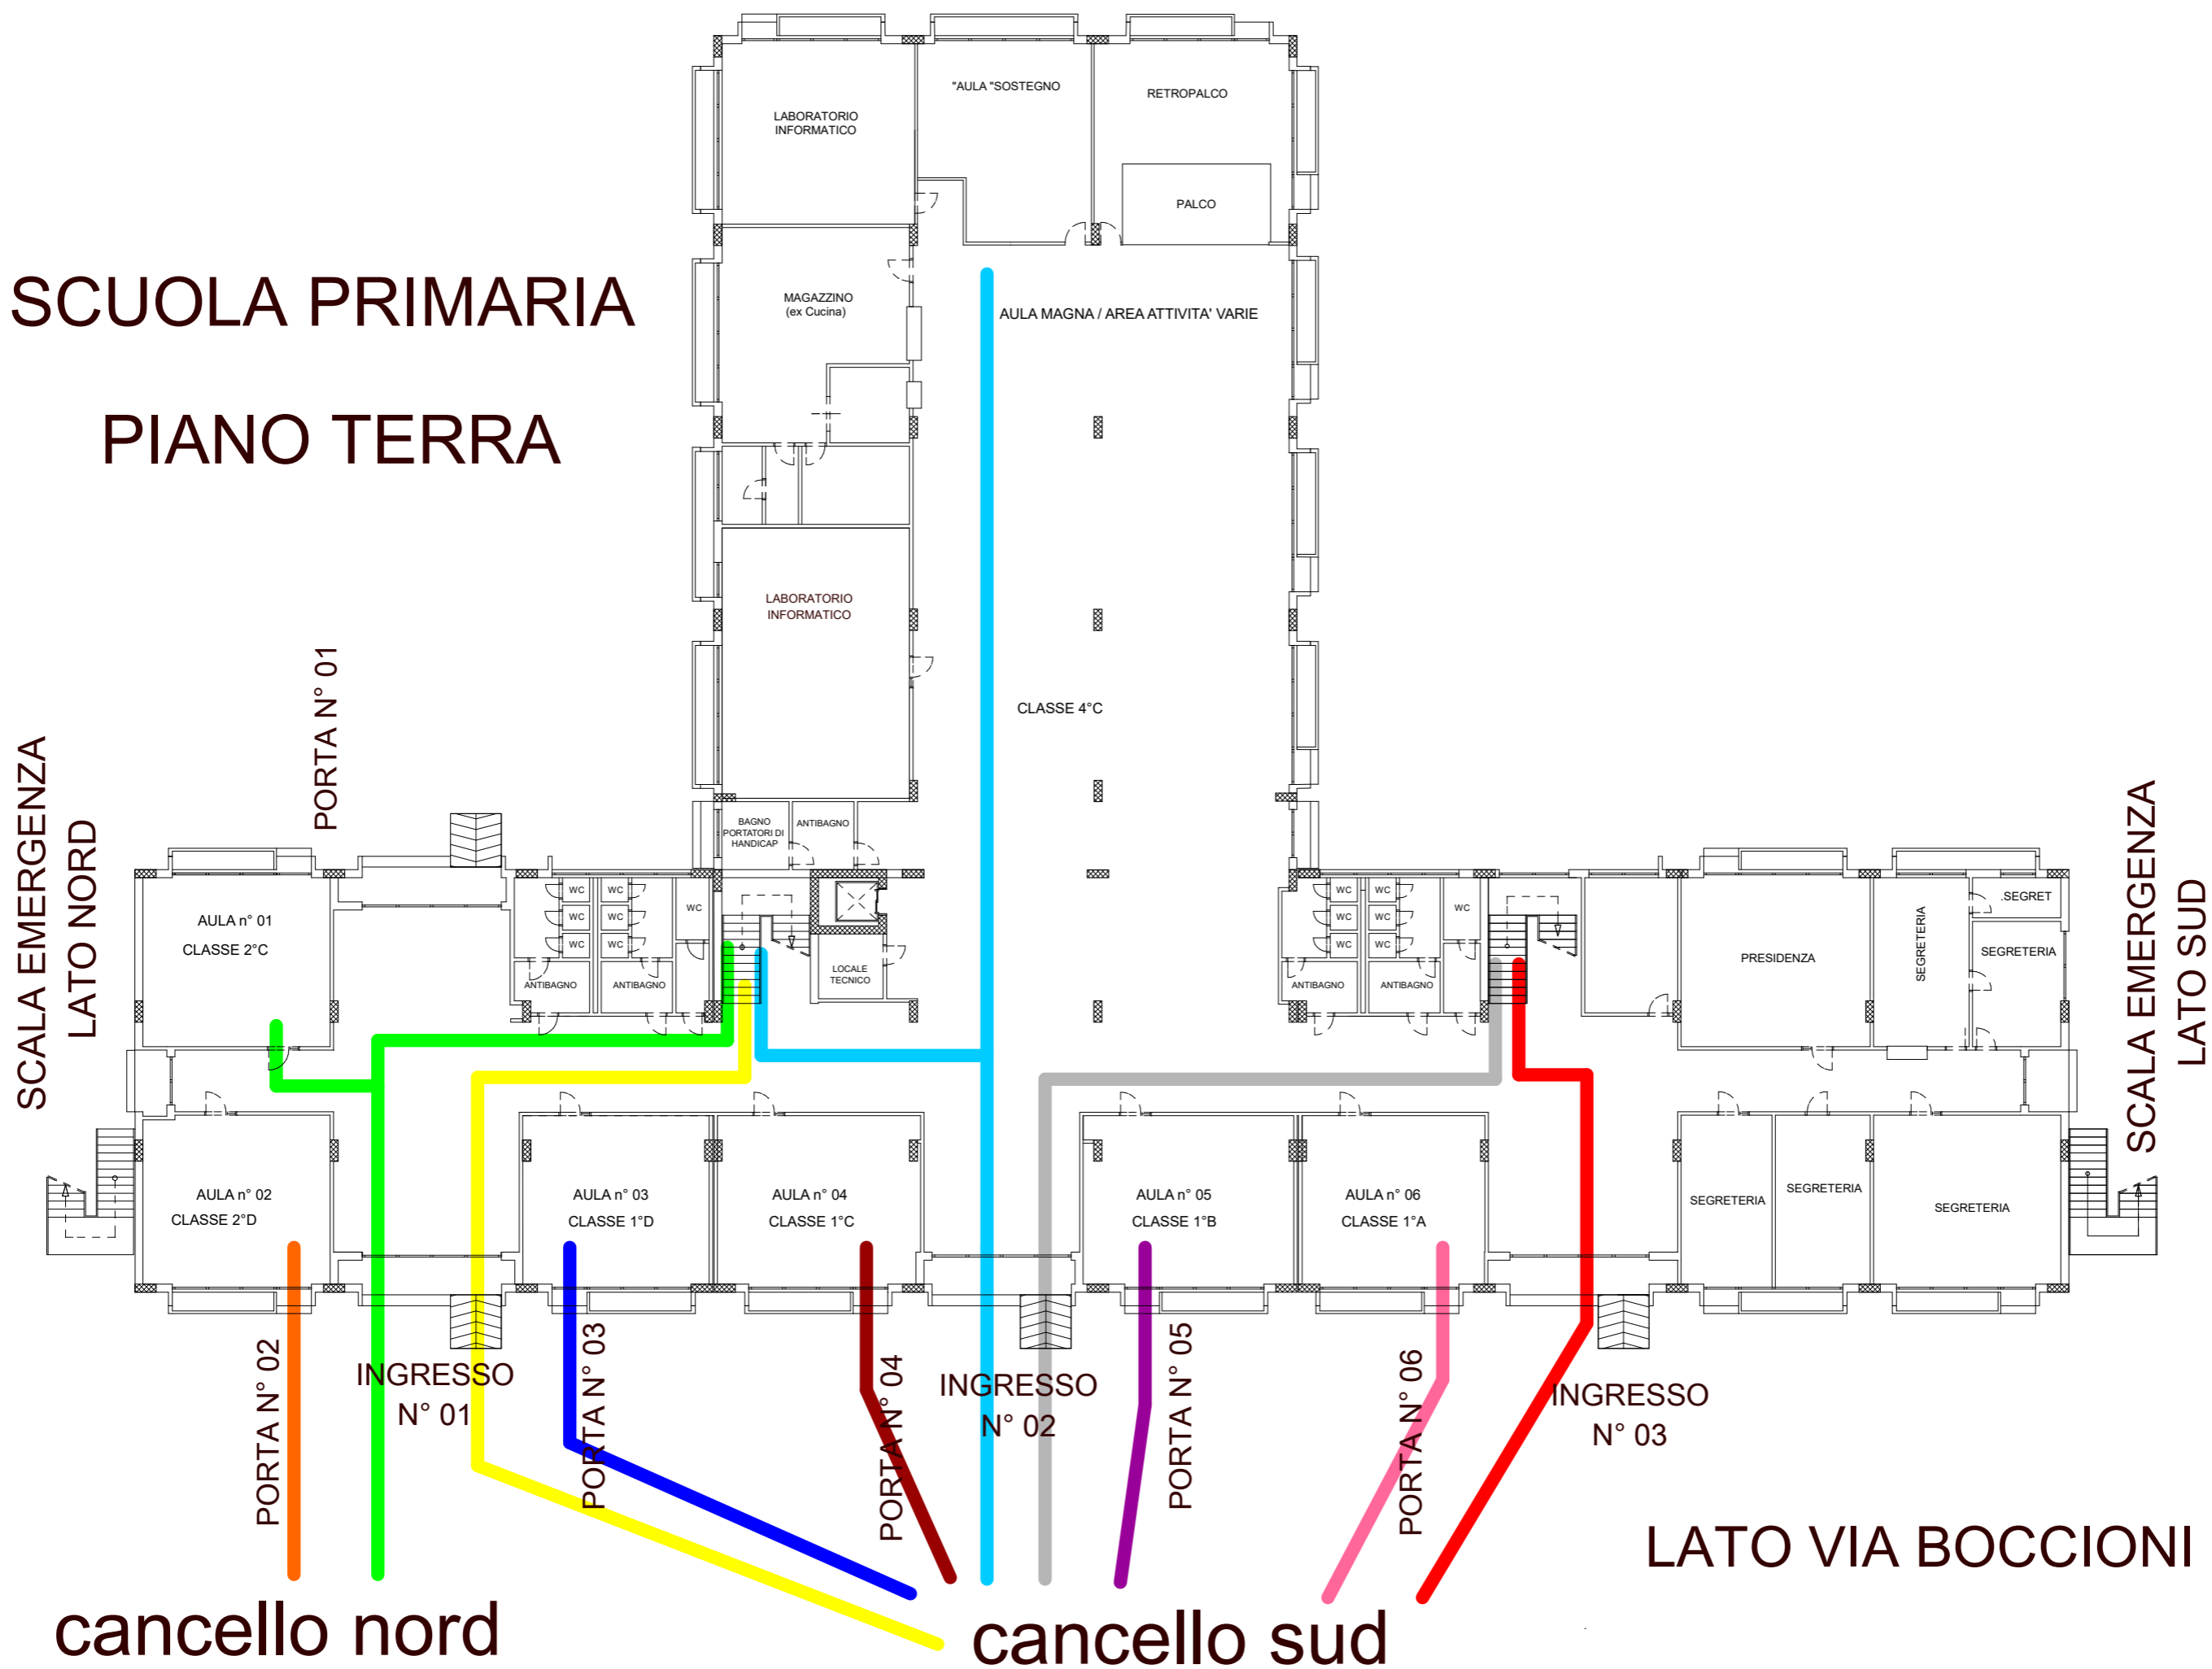 "AULA "SOSTEGNO
RETROPALCO
LABORATORIO
INFORMATICO
PALCO
SCUOLA PRIMARIA
MAGAZZINO
(ex Cucina)
AULA MAGNA / AREA ATTIVITA' VARIE
PIANO TERRA
LABORATORIO
INFORMATICO
PORTA N° 01
CLASSE 4°C
SCALA EMERGENZA
LATO NORD
SCALA EMERGENZA
LATO SUD
BAGNO
PORTATORI DI
HANDICAP
ANTIBAGNO
AULA n° 01
CLASSE 2°C
WC
WC
WC
WC
WC
WC
WC
ANTIBAGNO
ANTIBAGNO
LOCALE
TECNICO
WC
WC
WC
WC
WC
WC
WC
ANTIBAGNO
ANTIBAGNO
PRESIDENZA
SEGRETERIA
.SEGRET
SEGRETERIA
AULA n° 02
CLASSE 2°D
AULA n° 03
CLASSE 1°D
AULA n° 04
CLASSE 1°C
AULA n° 05
CLASSE 1°B
AULA n° 06
CLASSE 1°A
SEGRETERIA
SEGRETERIA
SEGRETERIA
PORTA N° 02
INGRESSO
N° 01
PORTA N° 03
PORTA N° 04
INGRESSO
N° 02
PORTA N° 05
PORTA N° 06
INGRESSO
N° 03
LATO VIA BOCCIONI
cancello nord
cancello sud